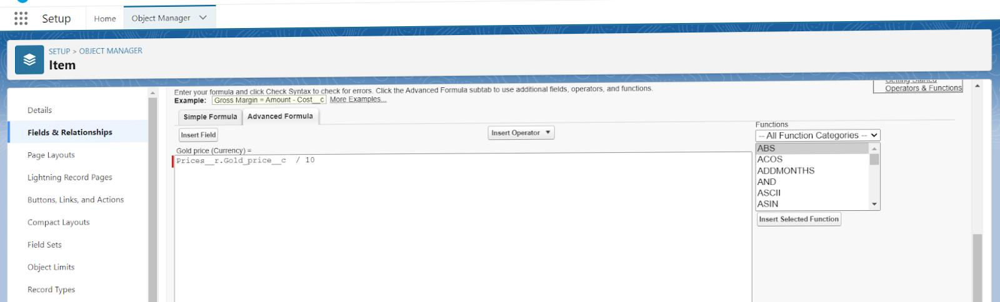 Setup
Home
Object Manager
SETUP > OBJECT MANAGER
Item
Details
Fields & Relationships
Page Layouts
Lightning Record Pages
Buttons, Links, and Actions
Compact Layouts
Field Sets
Object Limits
Record Types
Getting Started
Operators & Functions
Enter your formula and click Check Syntax to check for errors. Click the Advanced Formula subtab to use additional fields, operators, and functions.
Example: Gross Margin = Amount - Cost__c More Examples...
Simple Formula
Advanced Formula
Insert Field
Insert Operator
Gold price (Currency) =
Prices__r.Gold_price__c / 10
Functions
-- All Function Categories --
ABS
ACOS
ADDMONTHS
AND
ASCII
ASIN
Insert Selected Function